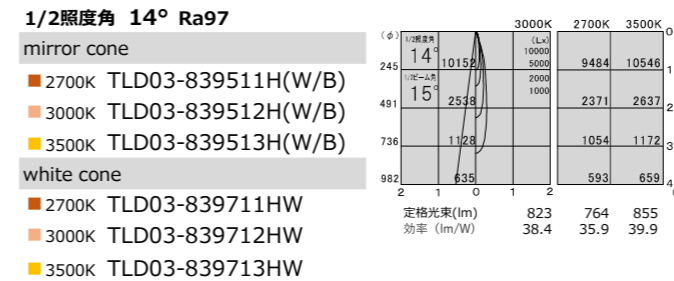 1/2照度角 14° Ra97
mirror cone
2700K TLD03-839511H(W/B)
3000K TLD03-839512H(W/B)
3500K TLD03-839513H(W/B)
white cone
2700K TLD03-839711HW
3000K TLD03-839712HW
3500K TLD03-839713HW
3000K 2700K 3500K
(φ) 1/2照度角 (Lx) 0
14° 10000
245 10152 5000 9484 10546 1
1/2ビーム角 2000
15° 1000
491 2538 2371 2637 2
736 1128 1054 1172 3
982 635 593 659 4
2 1 0 1 2
定格光束(lm) 823 764 855
効率 (lm/W) 38.4 35.9 39.9